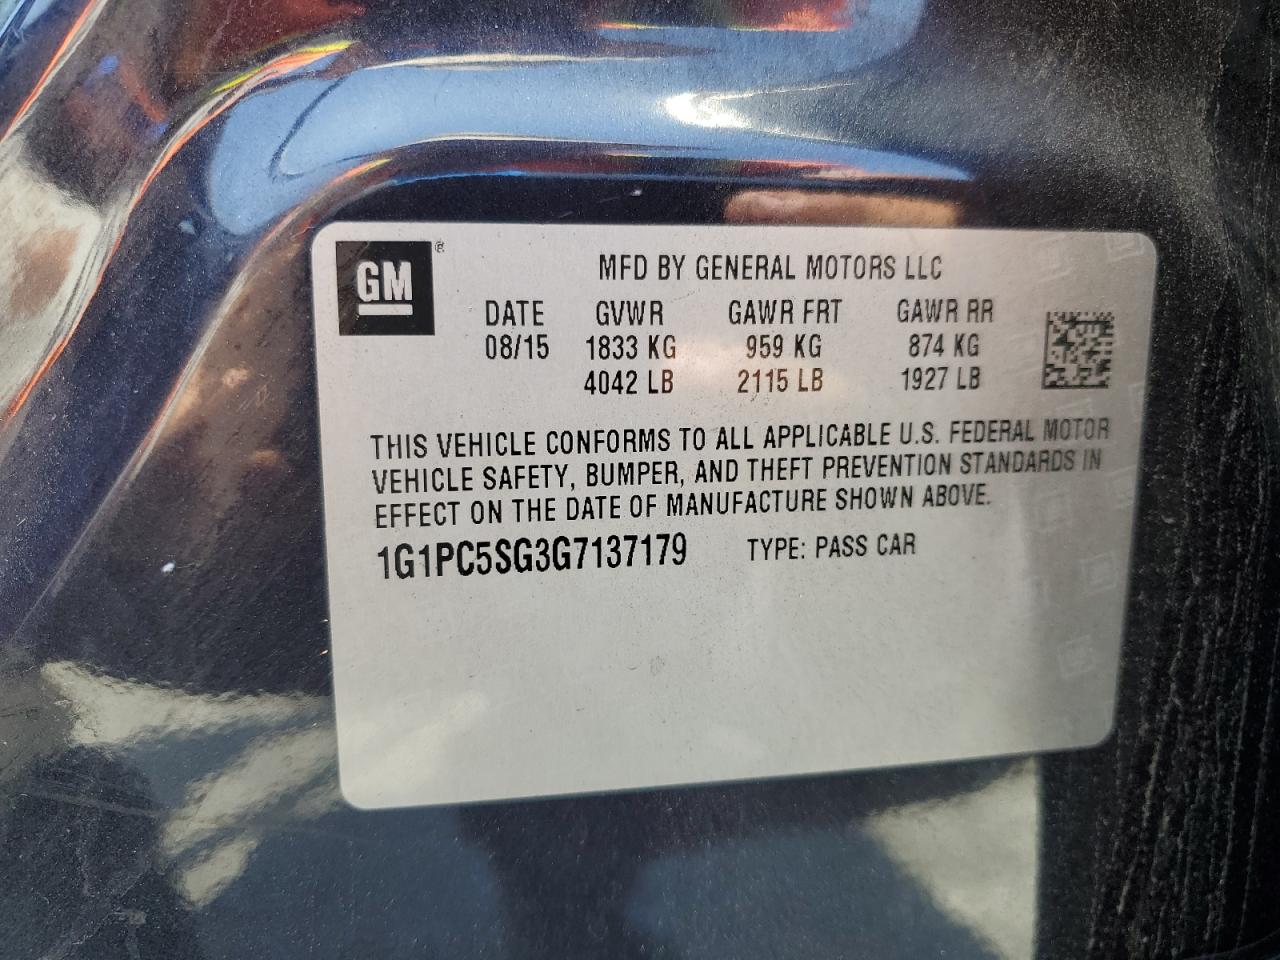 GM ®
MFD BY GENERAL MOTORS LLC
DATE GVWR GAWR FRT GAWR RR
08/15 1833 KG 959 KG 874 KG
4042 LB 2115 LB 1927 LB
THIS VEHICLE CONFORMS TO ALL APPLICABLE U.S. FEDERAL MOTOR
VEHICLE SAFETY, BUMPER, AND THEFT PREVENTION STANDARDS IN
EFFECT ON THE DATE OF MANUFACTURE SHOWN ABOVE.
1G1PC5SG3G7137179 TYPE: PASS CAR